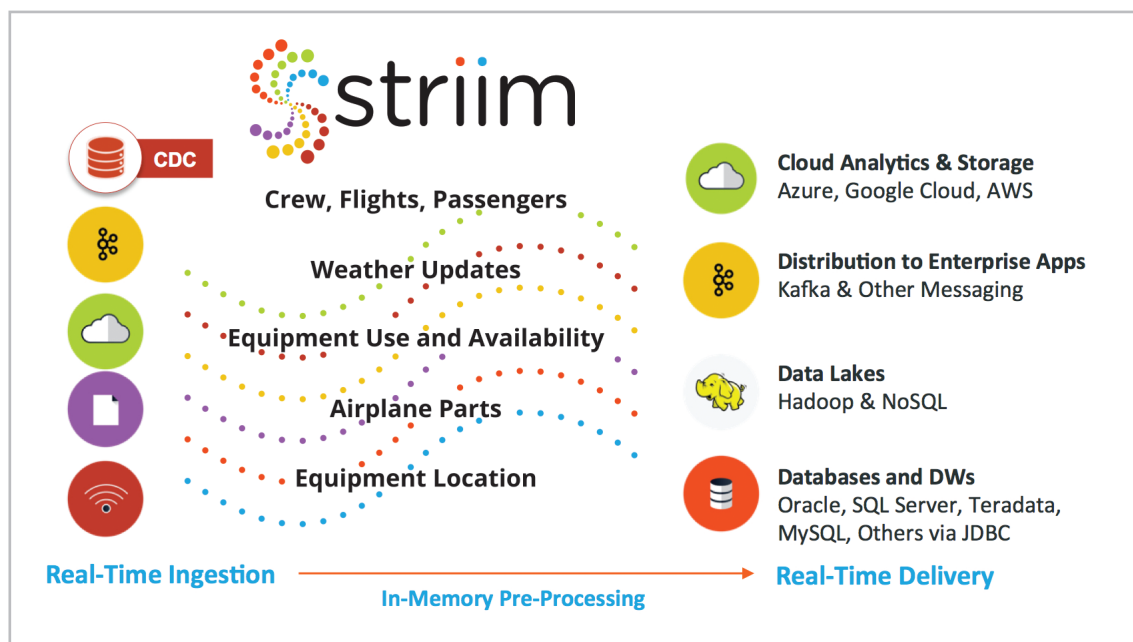 striim
CDC
Crew, Flights, Passengers
Weather Updates
Equipment Use and Availability
Airplane Parts
Equipment Location
Cloud Analytics & Storage
Azure, Google Cloud, AWS
Distribution to Enterprise Apps
Kafka & Other Messaging
Data Lakes
Hadoop & NoSQL
Databases and DWs
Oracle, SQL Server, Teradata,
MySQL, Others via JDBC
Real-Time Ingestion
In-Memory Pre-Processing
Real-Time Delivery